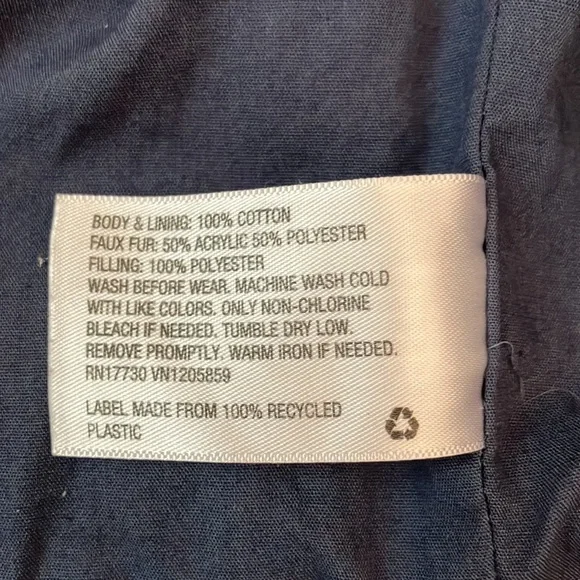 BODY & LINING: 100% COTTON
FAUX FUR: 50% ACRYLIC 50% POLYESTER
FILLING: 100% POLYESTER
WASH BEFORE WEAR. MACHINE WASH COLD
WITH LIKE COLORS. ONLY NON-CHLORINE
BLEACH IF NEEDED. TUMBLE DRY LOW.
REMOVE PROMPTLY. WARM IRON IF NEEDED.
RN17730 VN1205859
LABEL MADE FROM 100% RECYCLED
PLASTIC